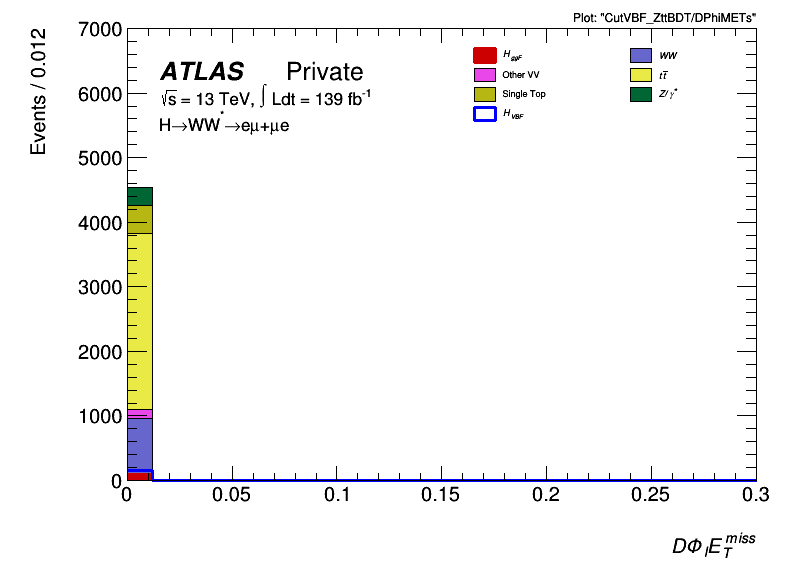 Plot: "CutVBF_ZttBDT/DPhiMETs"
Events / 0.012
7000
6000
5000
4000
3000
2000
1000
0
ATLAS Private
√s = 13 TeV, ∫ Ldt = 139 fb⁻¹
H→WW*→eμ+μe
H_ggF
Other VV
Single Top
H_VBF
WW
tt̅
Z/γ*
0 0.05 0.1 0.15 0.2 0.25 0.3
DΦ_l E_T^miss